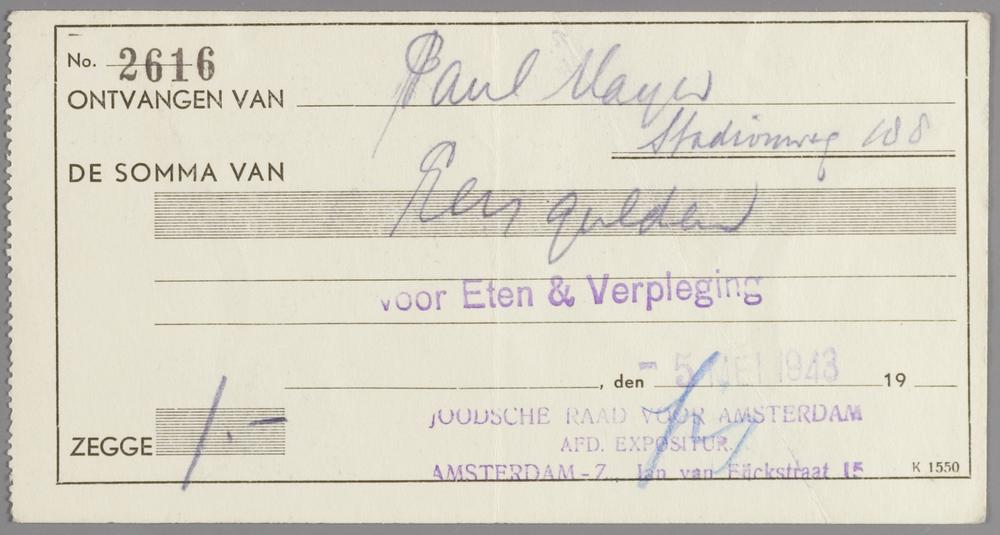 No. 2616
ONTVANGEN VAN Paul Mayer
Stadionweg 188
DE SOMMA VAN
Een gulden
voor Eten & Verpleging
, den - 5 MEI 1943 19
JOODSCHE RAAD VOOR AMSTERDAM
AFD. EXPOSITUR.
ZEGGE 1.-
AMSTERDAM-Z., Jan van Eijckstraat 15
K 1550